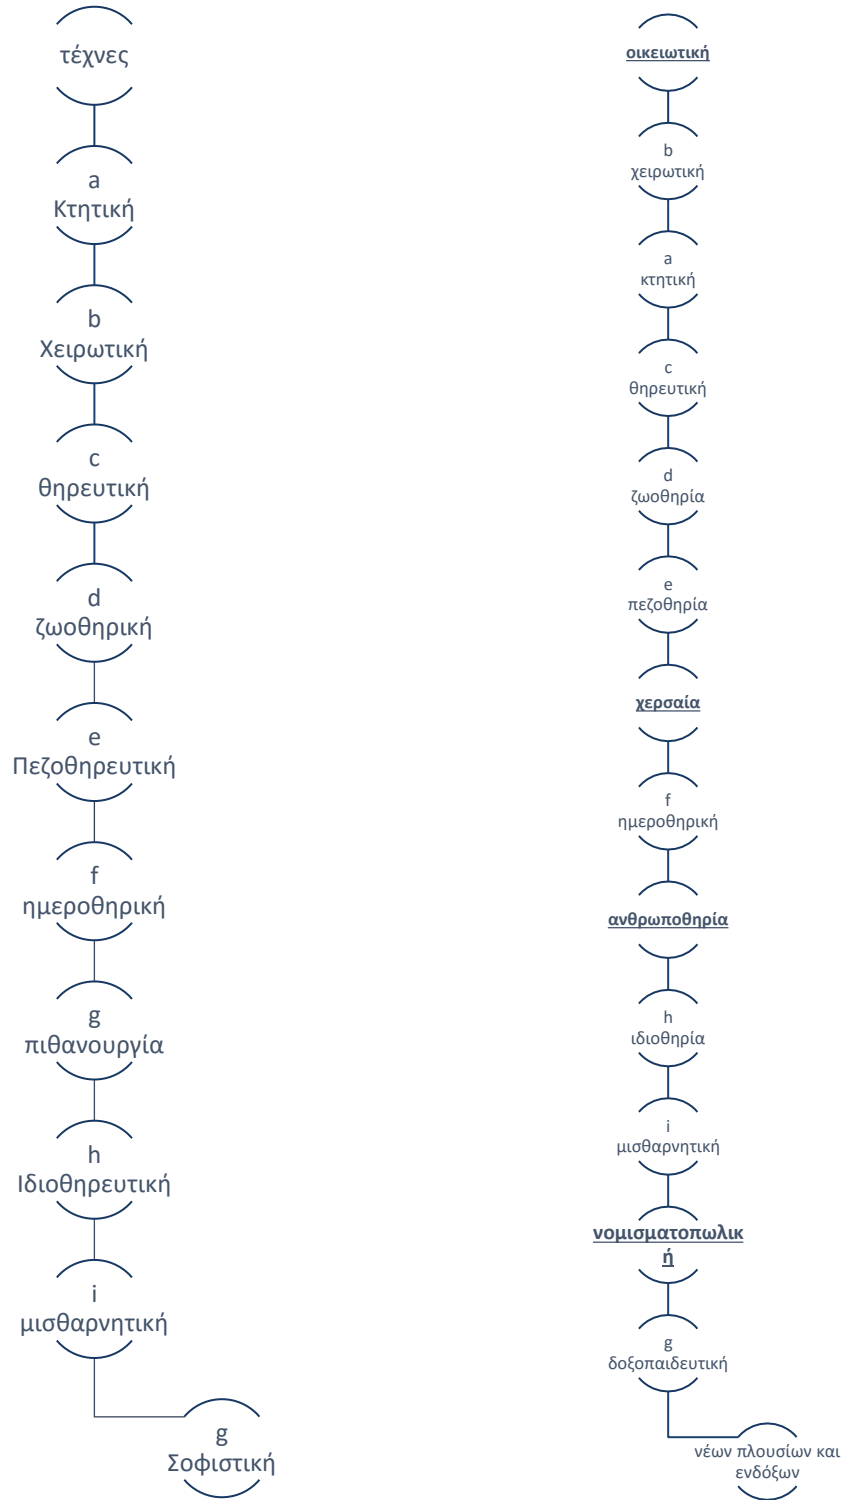 τέχνες
a
Κτητική
b
Χειρωτική
c
θηρευτική
d
ζωοθηρική
e
Πεζοθηρευτική
f
ημεροθηρική
g
πιθανουργία
h
Ιδιοθηρευτική
i
μισθαρνητική
g
Σοφιστική
οικειωτική
b
χειρωτική
a
κτητική
c
θηρευτική
d
ζωοθηρία
e
πεζοθηρία
χερσαία
f
ημεροθηρική
ανθρωποθηρία
h
ιδιοθηρία
i
μισθαρνητική
νομισματοπωλικ
ή
g
δοξοπαιδευτική
νέων πλουσίων και
ενδόξων